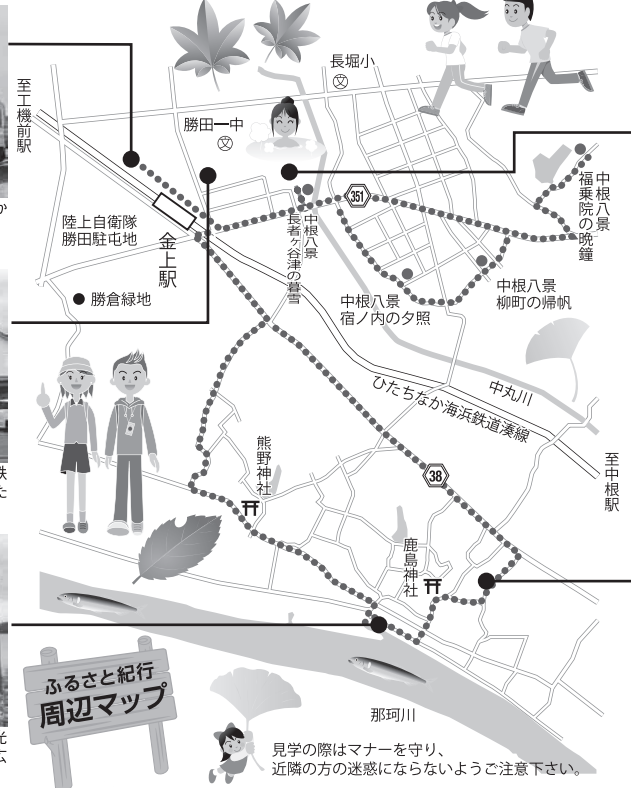 長堀小
文
至工機前駅
勝田一中
文
か
351
中根八景
福乗院の晩鐘
陸上自衛隊
勝田駐屯地
金上駅
中根八景
長者ヶ谷津の暮雪
勝倉緑地
中根八景
宿ノ内の夕照
中根八景
柳町の帰帆
中丸川
ひたちなか海浜鉄道湊線
熊野神社
38
至中根駅
鉄
た
鹿島神社
ふるさと紀行
周辺マップ
那珂川
光
広
見学の際はマナーを守り、
近隣の方の迷惑にならないようご注意下さい。